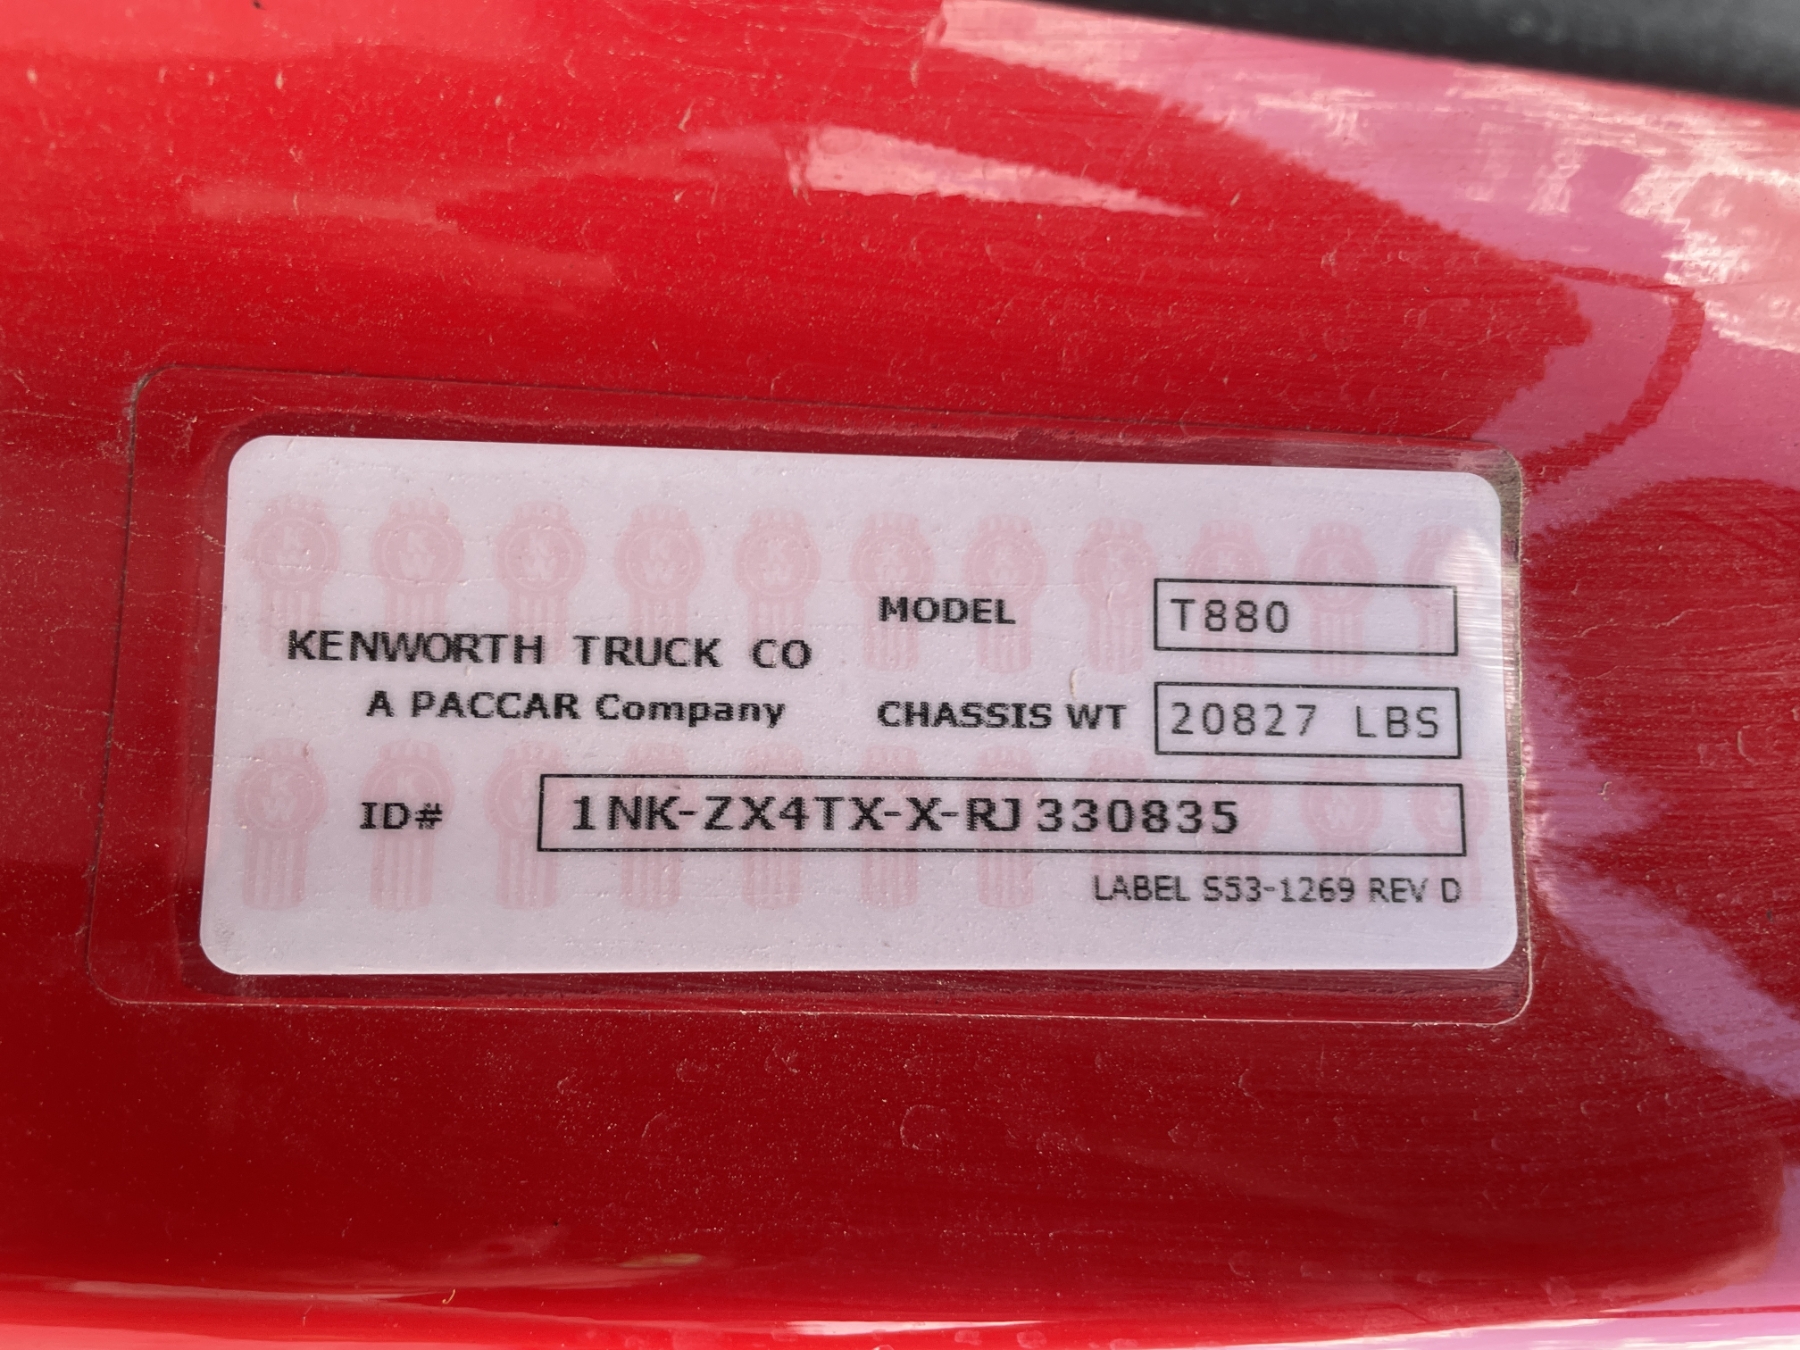 KENWORTH TRUCK CO
A PACCAR Company
MODEL T880
CHASSIS WT 20827 LBS
ID# 1NK-ZX4TX-X-RJ330835
LABEL S53-1269 REV D